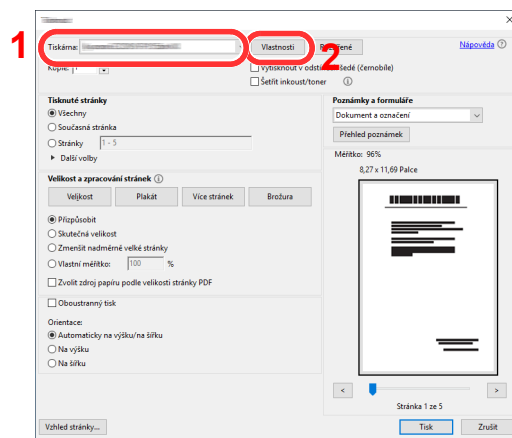 1
Tiskárna:
Vlastnosti
2
Nápověda
Kopie: 1
Vytisknout v odstínech šedé (černobíle)
Šetřit inkoust/toner
Tisknuté stránky
Všechny
Současná stránka
Stránky 1 - 5
Další volby
Poznámky a formuláře
Dokument a označení
Přehled poznámek
Měřítko: 96%
8,27 x 11,69 Palce
Velikost a zpracování stránek
Velikost Plakát Více stránek Brožura
Přizpůsobit
Skutečná velikost
Zmenšit nadměrné velké stránky
Vlastní měřítko: 100 %
Zvolit zdroj papíru podle velikosti stránky PDF
Oboustranný tisk
Orientace:
Automaticky na výšku/na šířku
Na výšku
Na šířku
< >
Stránka 1 ze 5
Vzhled stránky... Tisk Zrušit